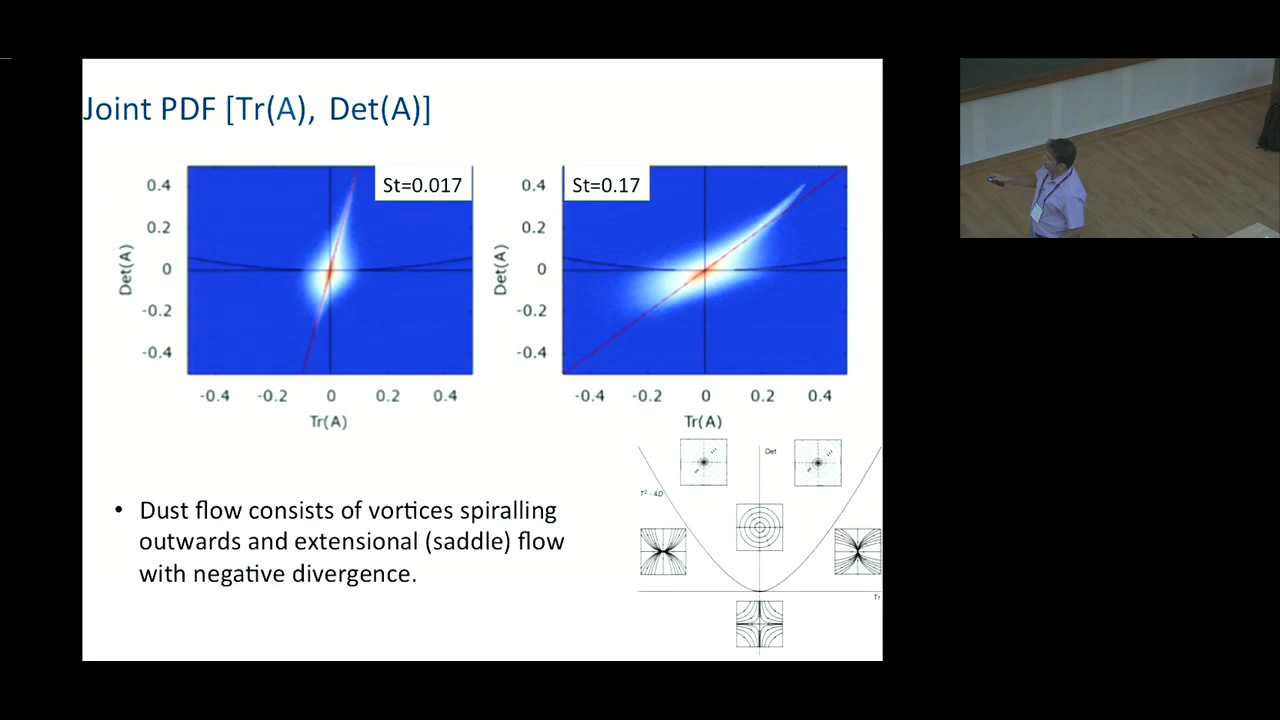 Joint PDF [Tr(A), Det(A)]
St=0.017
0.4
0.2
0
-0.2
-0.4
Det(A)
-0.4 -0.2 0 0.2 0.4
Tr(A)
St=0.17
0.4
0.2
0
-0.2
-0.4
Det(A)
-0.4 -0.2 0 0.2 0.4
Tr(A)
Det
T²-4D
Tr
• Dust flow consists of vortices spiralling
outwards and extensional (saddle) flow
with negative divergence.